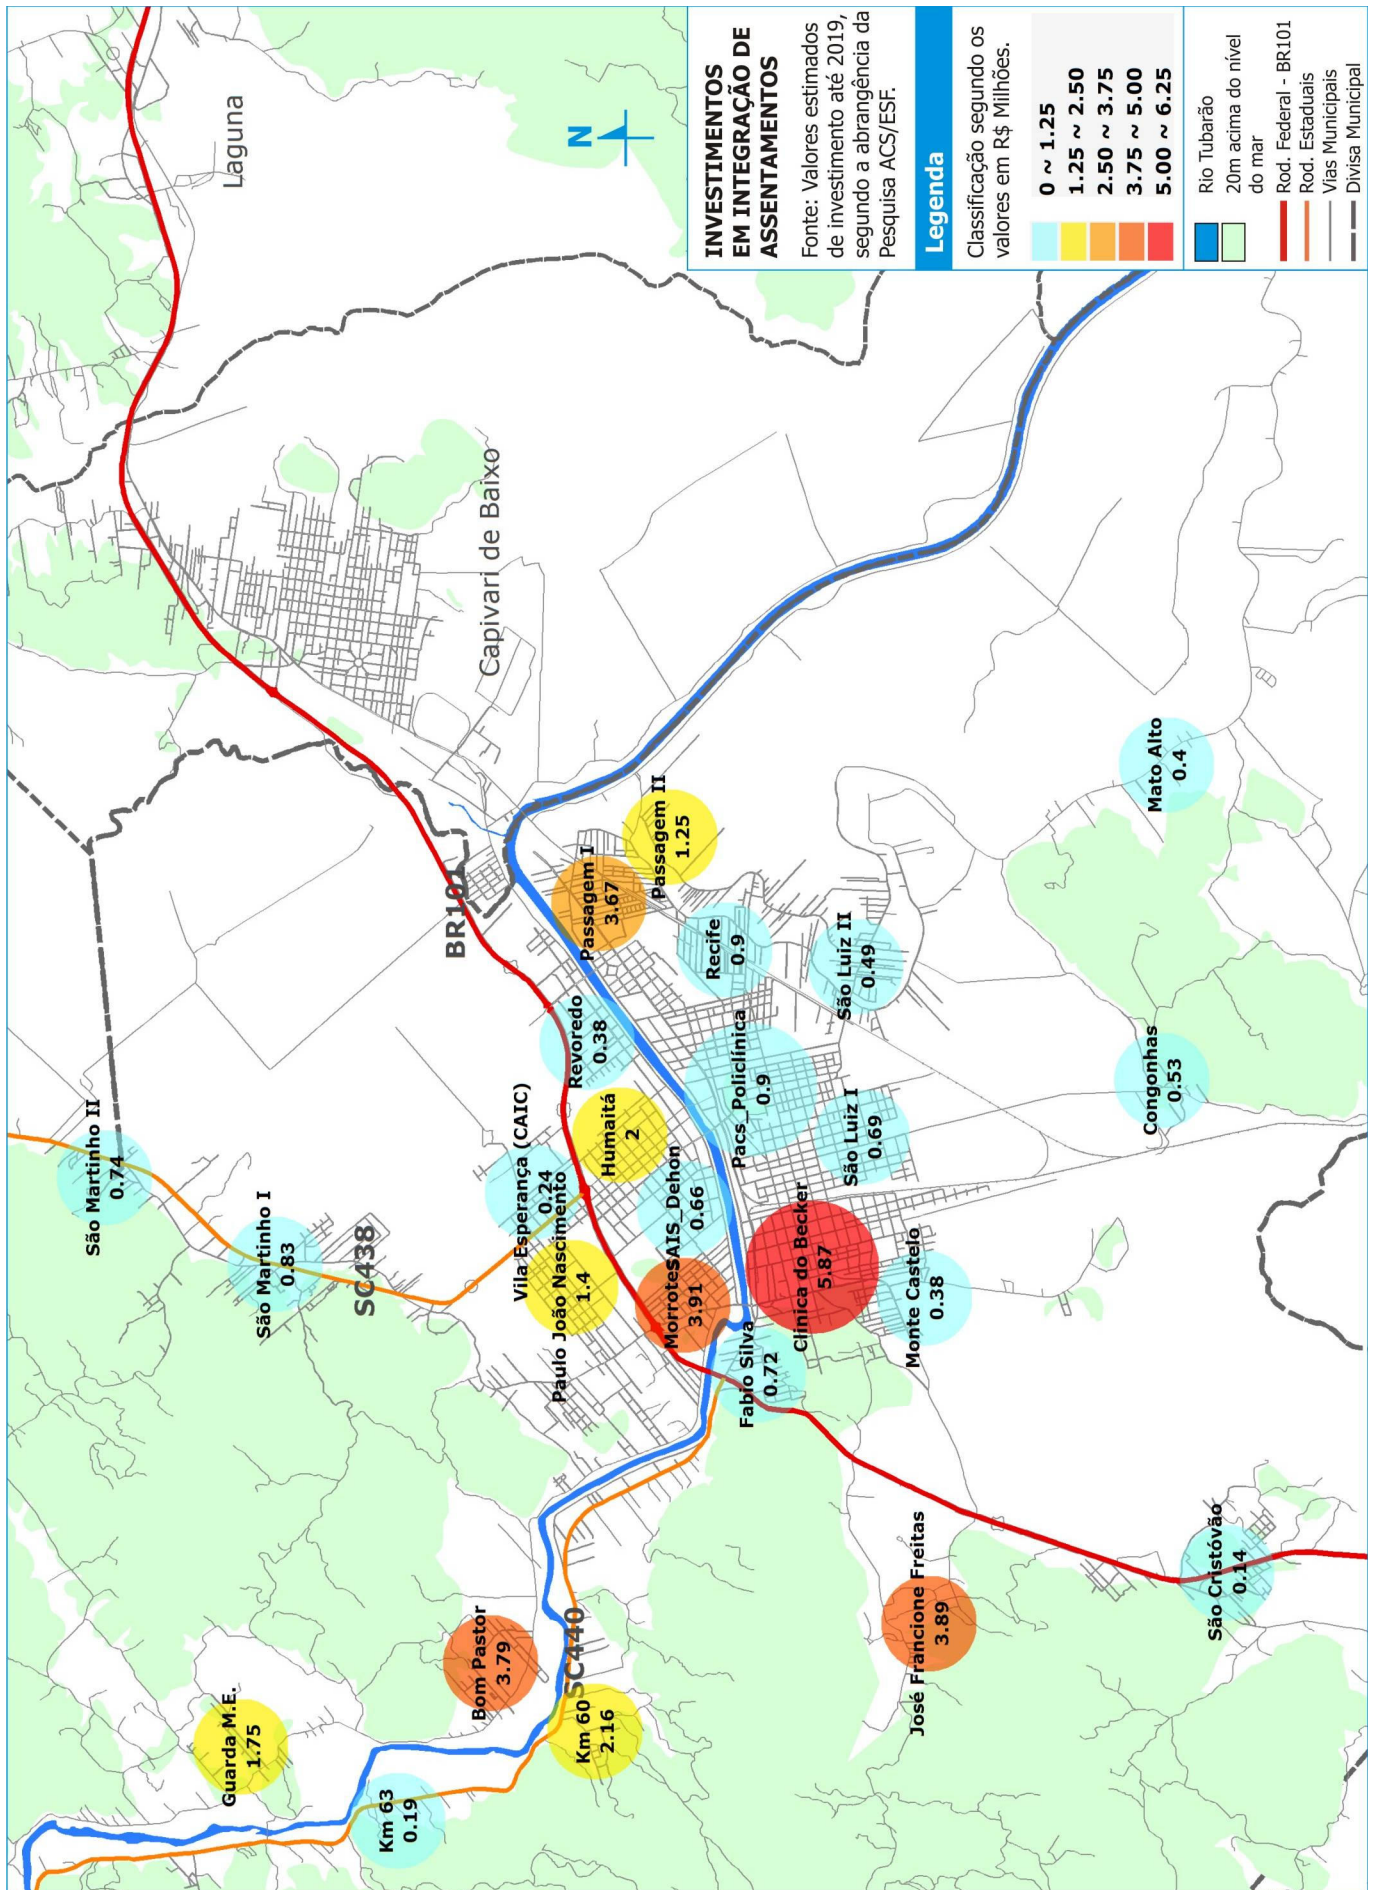 INVESTIMENTOS
EM INTEGRAÇÃO DE
ASSENTAMENTOS
Fonte: Valores estimados
de investimento até 2019,
segundo a abrangência da
Pesquisa ACS/ESF.
Legenda
Classificação segundo os
valores em R$ Milhões.
0 ~ 1.25
1.25 ~ 2.50
2.50 ~ 3.75
3.75 ~ 5.00
5.00 ~ 6.25
Rio Tubarão
20m acima do nível
do mar
Rod. Federal - BR101
Rod. Estaduais
Vias Municipais
Divisa Municipal
N
Laguna
Capivari de Baixo
BR101
SC438
SC440
São Martinho II
0.74
São Martinho I
0.83
Guarda M.E.
1.75
Km 63
0.19
Bom Pastor
3.79
Km 60
2.16
Vila Esperança (CAIC)
0.24
Paulo João Nascimento
1.4
Revoredo
0.38
Humaitá
2
SAIS_Dehon
0.66
Morrotes
3.91
Passagem I
3.67
Passagem II
1.25
Recife
0.9
Pacs_Policlínica
0.9
São Luiz II
0.49
São Luiz I
0.69
Clinica do Becker
5.87
Fabio Silva
0.72
Monte Castelo
0.38
José Francione Freitas
3.89
São Cristóvão
0.14
Congonhas
0.53
Mato Alto
0.4